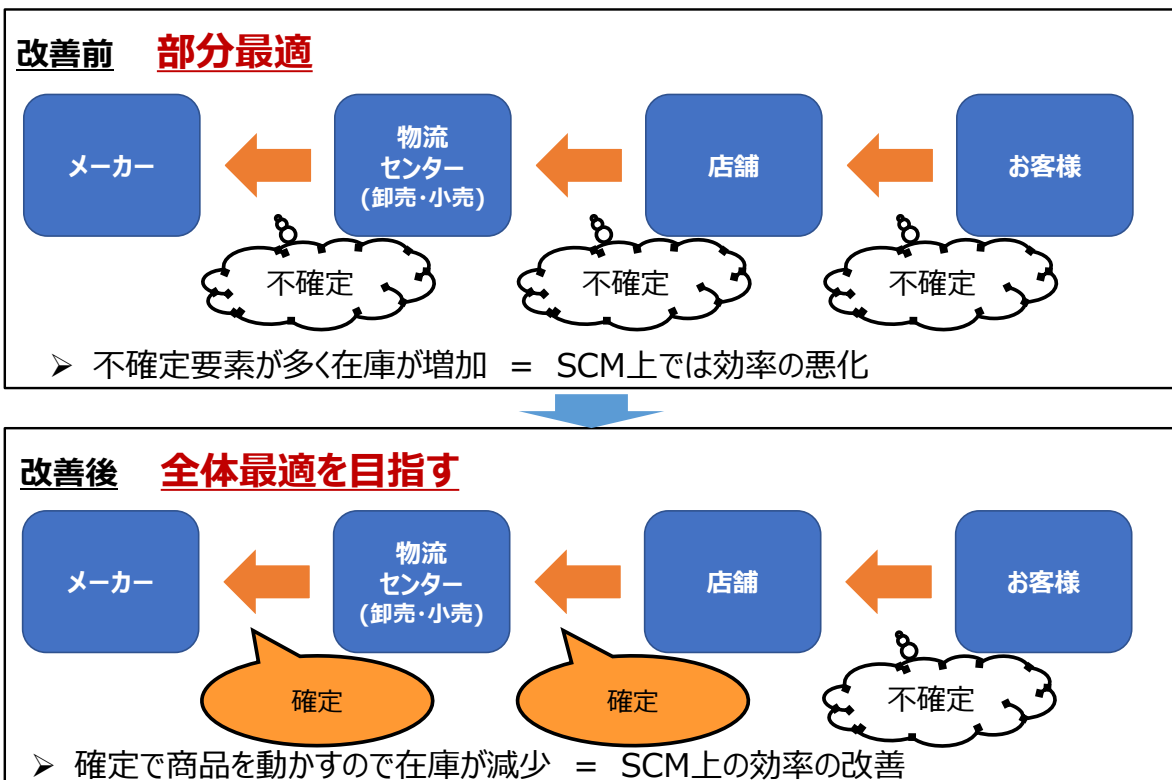 改善前 部分最適
メーカー
物流
センター
(卸売・小売)
店舗
お客様
不確定
不確定
不確定
➢ 不確定要素が多く在庫が増加 = SCM上では効率の悪化
改善後 全体最適を目指す
メーカー
物流
センター
(卸売・小売)
店舗
お客様
確定
確定
不確定
➢ 確定で商品を動かすので在庫が減少 = SCM上の効率の改善